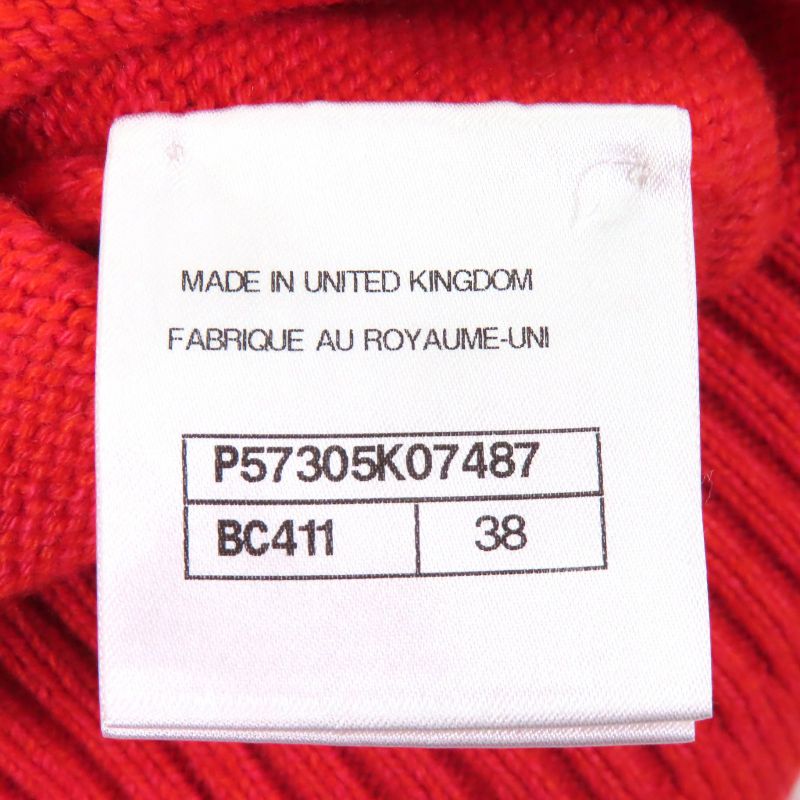 MADE IN UNITED KINGDOM
FABRIQUE AU ROYAUME-UNI
P57305K07487
BC411 38